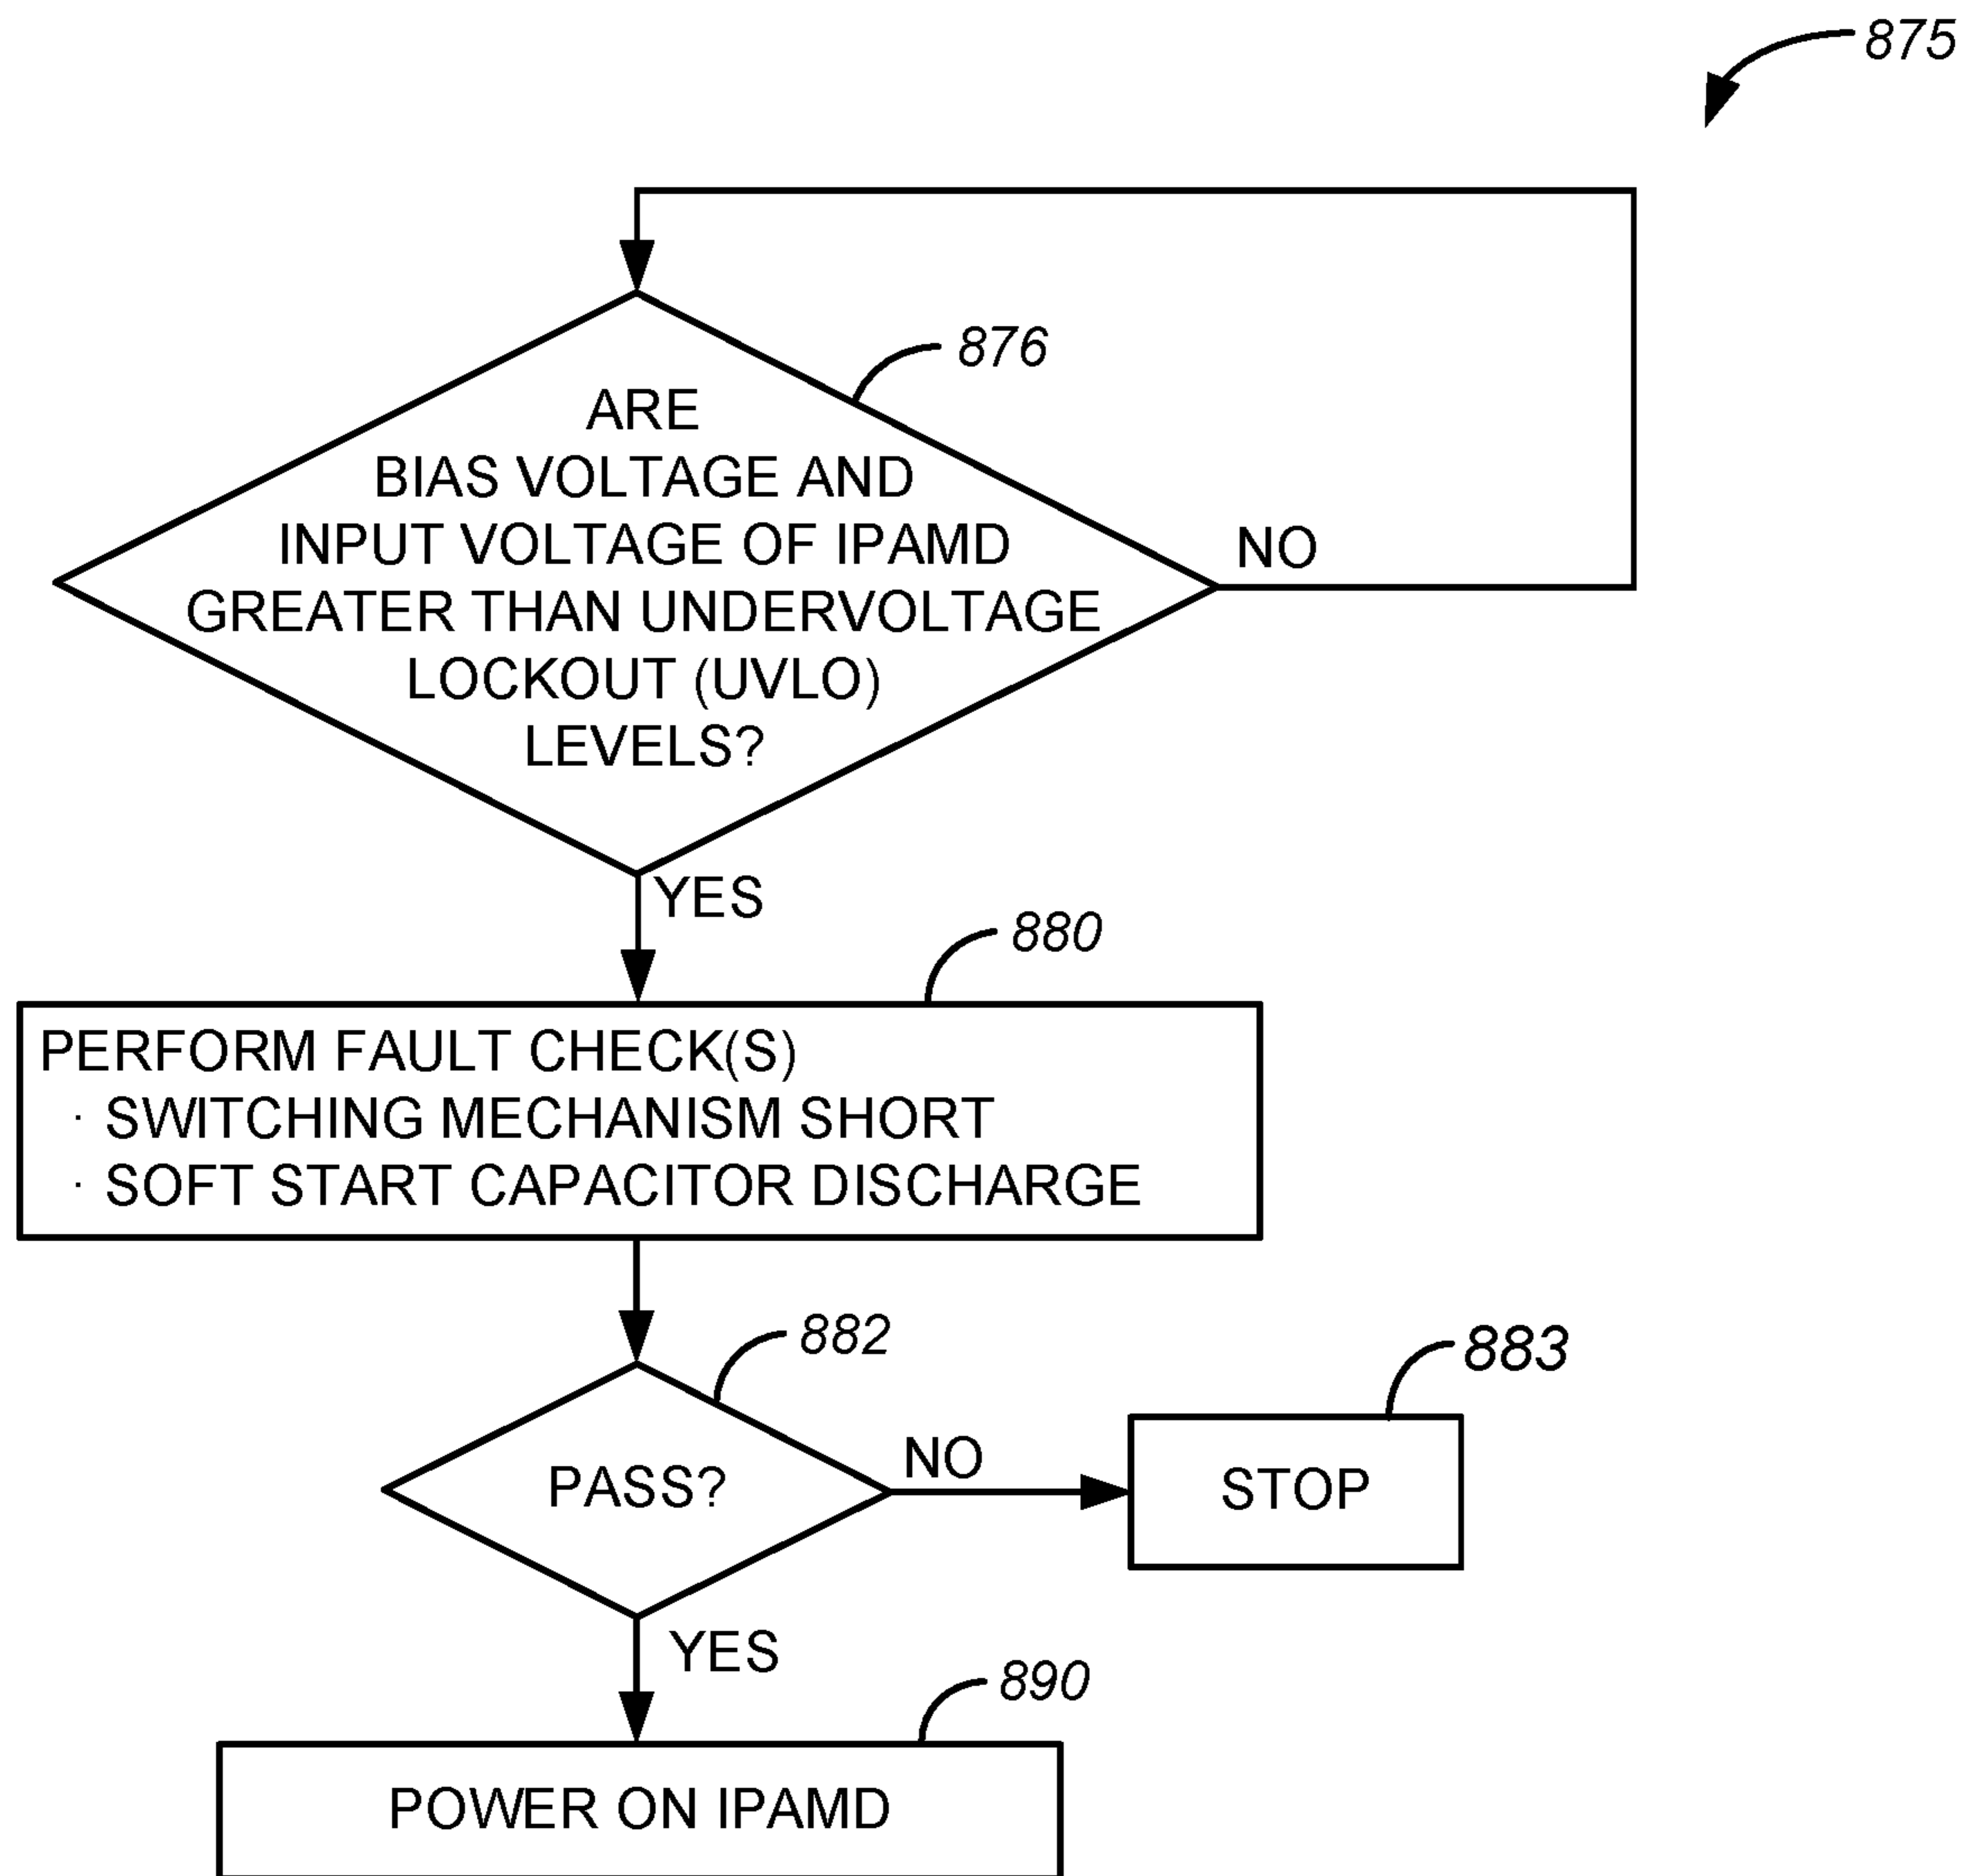 875
876
ARE
BIAS VOLTAGE AND
INPUT VOLTAGE OF IPAMD
GREATER THAN UNDERVOLTAGE
LOCKOUT (UVLO)
LEVELS?
NO
YES
880
PERFORM FAULT CHECK(S)
· SWITCHING MECHANISM SHORT
· SOFT START CAPACITOR DISCHARGE
882
883
PASS?
NO
STOP
YES
890
POWER ON IPAMD